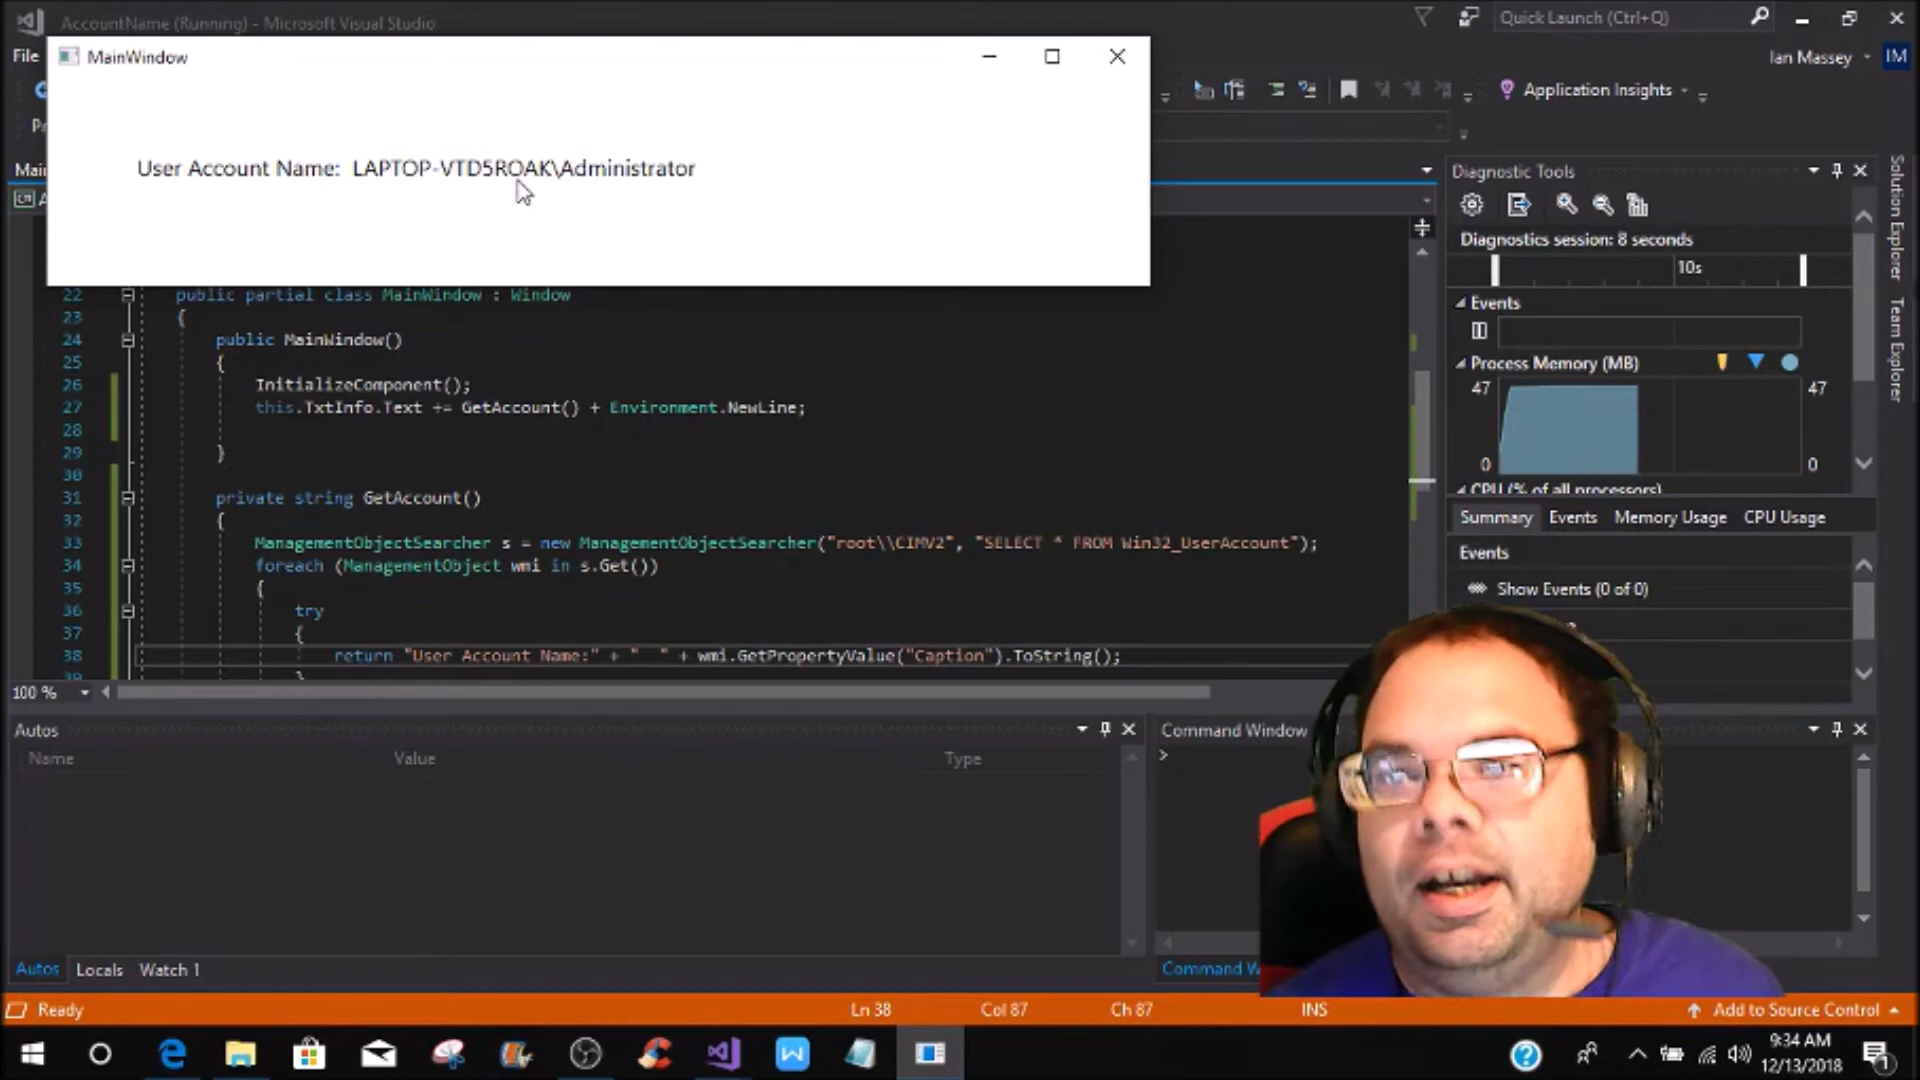 AccountName (Running) - Microsoft Visual Studio
Quick Launch (Ctrl+Q)
MainWindow
File
Ian Massey
IM
Application Insights
User Account Name:  LAPTOP-VTD5ROAK\Administrator
Diagnostic Tools
Solution Explorer
Team Explorer
Diagnostics session: 8 seconds
10s
Events
Process Memory (MB)
47
47
0
0
CPU (% of all processors)
Summary
Events
Memory Usage
CPU Usage
Events
Show Events (0 of 0)
22 public partial class MainWindow : Window
23 {
24 public MainWindow()
25 {
26 InitializeComponent();
27 this.TxtInfo.Text += GetAccount() + Environment.NewLine;
28
29 }
30
31 private string GetAccount()
32 {
33 ManagementObjectSearcher s = new ManagementObjectSearcher("root\\CIMV2", "SELECT * FROM Win32_UserAccount");
34 foreach (ManagementObject wmi in s.Get())
35 {
36 try
37 {
38 return "User Account Name:" + "  " + wmi.GetPropertyValue("Caption").ToString();
39 }
100 %
Autos
Name
Value
Type
Command Window
>
Autos
Locals
Watch 1
Ready
Ln 38
Col 87
Ch 87
INS
Add to Source Control
9:34 AM
12/13/2018
1